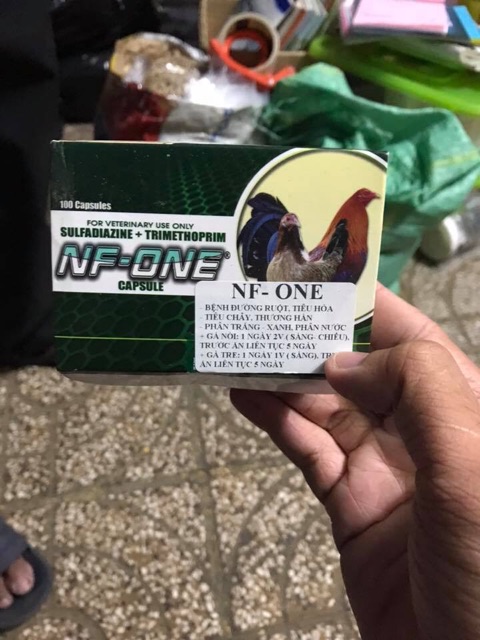 100 Capsules
FOR VETERINARY USE ONLY
SULFADIAZINE + TRIMETHOPRIM
NF-ONE®
CAPSULE
NF- ONE
BỆNH ĐƯỜNG RUỘT, TIÊU HÓA
- TIÊU CHẢY, THƯƠNG HÀN
- PHÂN TRẮNG - XANH, PHÂN NƯỚC
+ GÀ NÒI: 1 NGÀY 2V ( SÁNG- CHIỀU),
TRƯỚC ĂN LIÊN TỤC 5 NGÀY
+ GÀ TRE: 1 NGÀY 1V ( SÁNG),
ĂN LIÊN TỤC 5 NGÀY